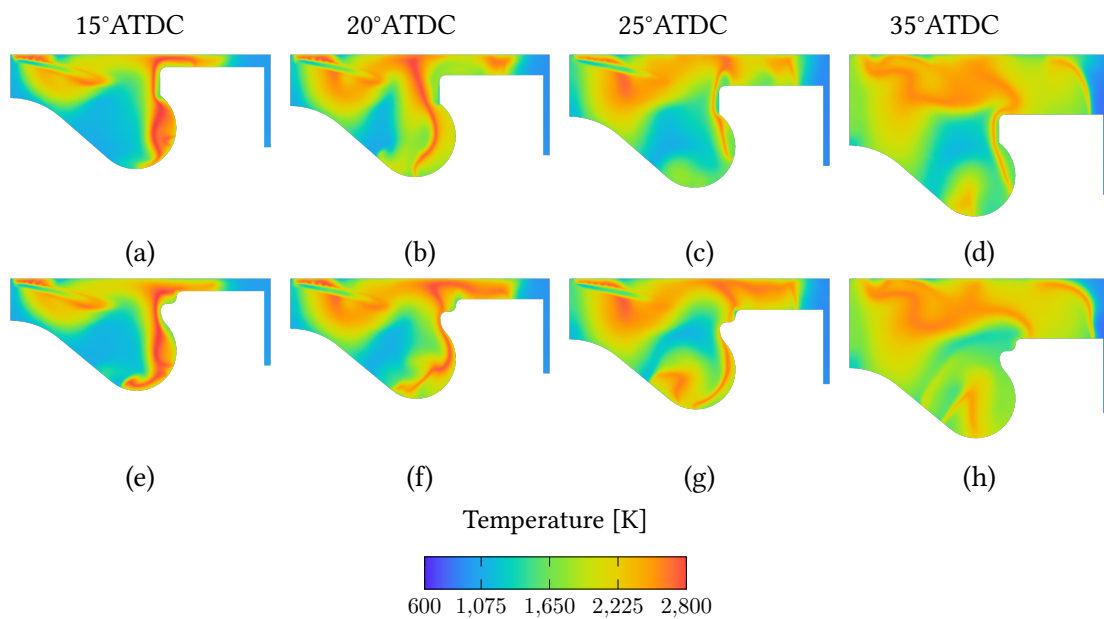 15°ATDC 20°ATDC 25°ATDC 35°ATDC
(a) (b) (c) (d)
(e) (f) (g) (h)
Temperature [K]
600 1,075 1,650 2,225 2,800